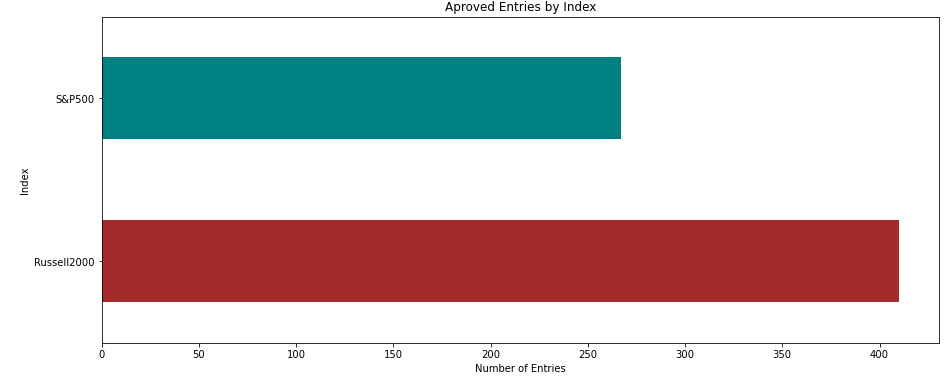 Aproved Entries by Index
S&P500
Index
Russell2000
0 50 100 150 200 250 300 350 400
Number of Entries